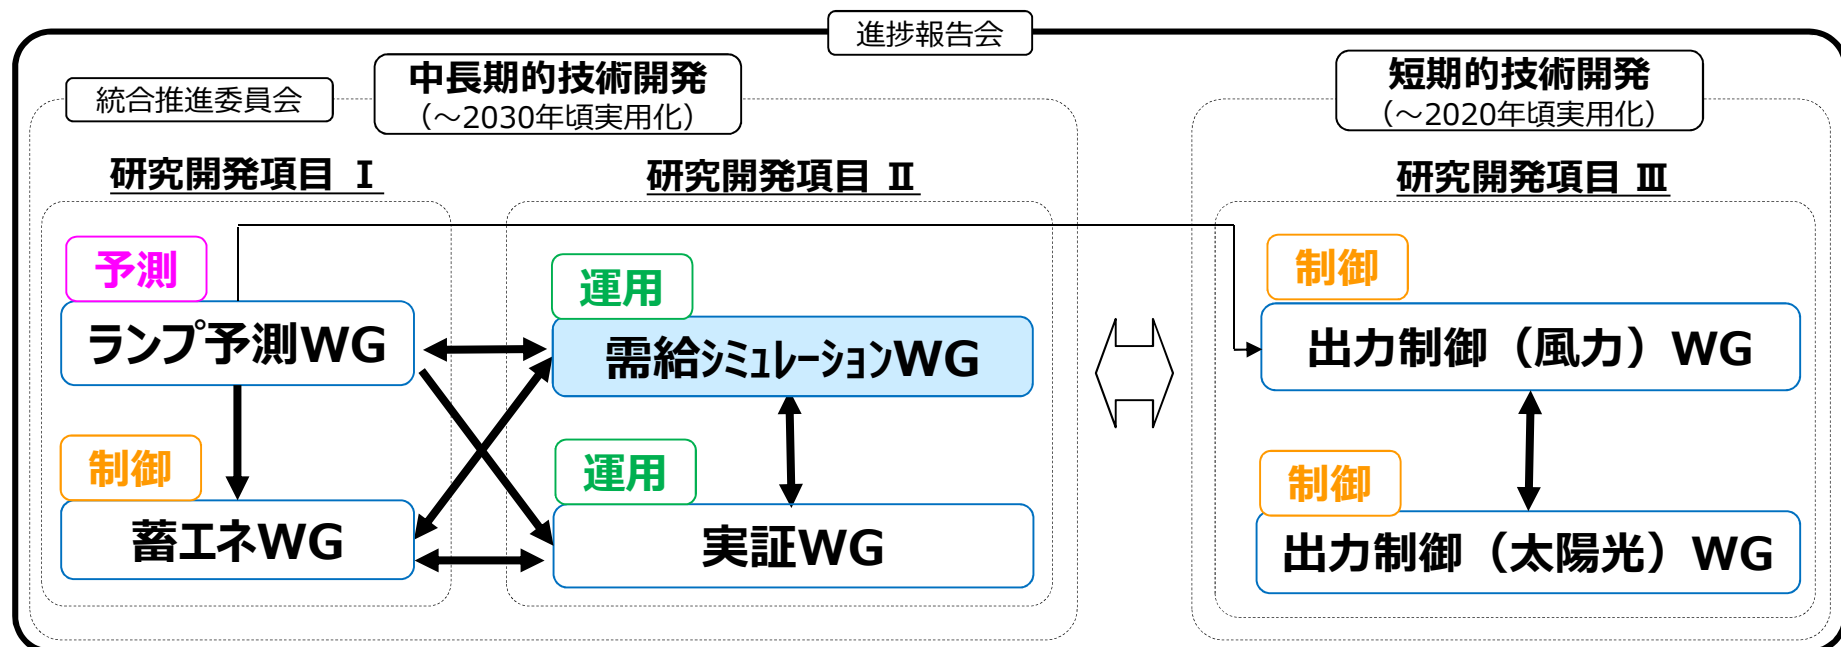 進捗報告会
統合推進委員会
中長期的技術開発
（～2030年頃実用化）
研究開発項目 Ⅰ
予測
ランプ予測WG
制御
蓄エネWG
研究開発項目 Ⅱ
運用
需給シミュレーションWG
運用
実証WG
短期的技術開発
（～2020年頃実用化）
研究開発項目 Ⅲ
制御
出力制御（風力）WG
制御
出力制御（太陽光）WG